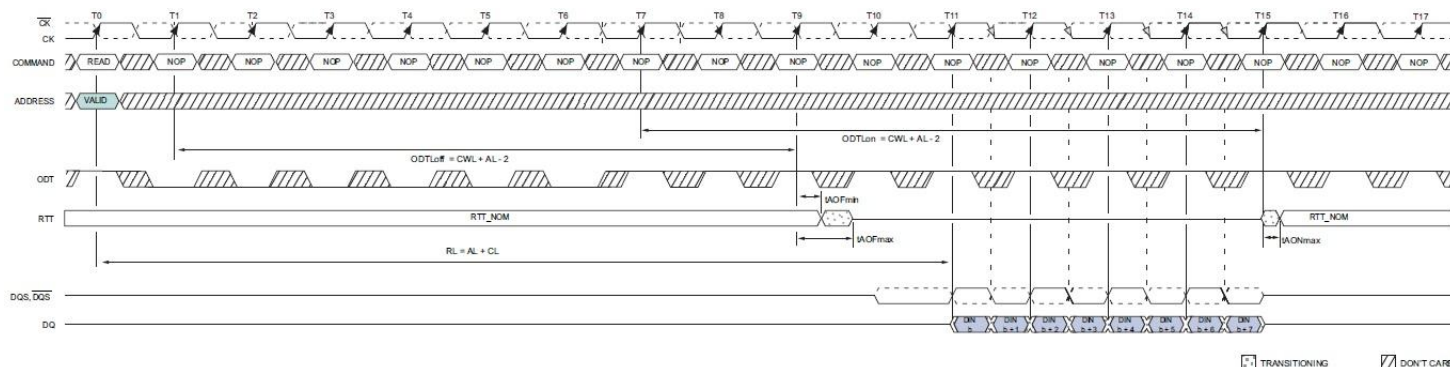 T0 T1 T2 T3 T4 T5 T6 T7 T8 T9 T10 T11 T12 T13 T14 T15 T16 T17
CK
CK
COMMAND READ NOP NOP NOP NOP NOP NOP NOP NOP NOP NOP NOP NOP NOP NOP NOP NOP NOP
ADDRESS VALID
ODTLon = CWL + AL - 2
ODTLoff = CWL + AL - 2
ODT
tAOFmin
RTT RTT_NOM RTT_NOM
tAOFmax tAONmax
RL = AL + CL
DQS, DQS
DQ DIN b DIN b + 1 DIN b + 2 DIN b + 3 DIN b + 4 DIN b + 5 DIN b + 6 DIN b + 7
TRANSITIONING DON'T CARE